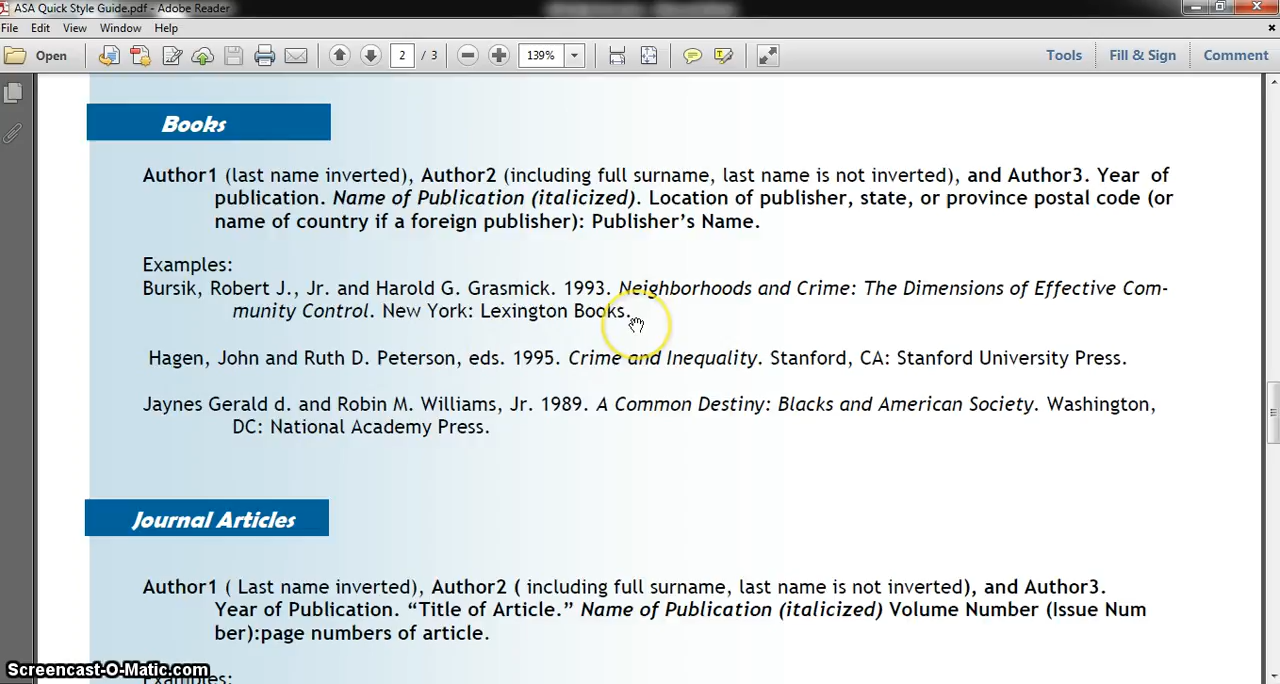 ASA Quick Style Guide.pdf - Adobe Reader
File Edit View Window Help
Open 2 / 3 139% Tools Fill & Sign Comment
Books
Author1 (last name inverted), Author2 (including full surname, last name is not inverted), and Author3. Year of
publication. Name of Publication (italicized). Location of publisher, state, or province postal code (or
name of country if a foreign publisher): Publisher’s Name.
Examples:
Bursik, Robert J., Jr. and Harold G. Grasmick. 1993. Neighborhoods and Crime: The Dimensions of Effective Com-
munity Control. New York: Lexington Books.
Hagen, John and Ruth D. Peterson, eds. 1995. Crime and Inequality. Stanford, CA: Stanford University Press.
Jaynes Gerald d. and Robin M. Williams, Jr. 1989. A Common Destiny: Blacks and American Society. Washington,
DC: National Academy Press.
Journal Articles
Author1 ( Last name inverted), Author2 ( including full surname, last name is not inverted), and Author3.
Year of Publication. “Title of Article.” Name of Publication (italicized) Volume Number (Issue Num
ber):page numbers of article.
Examples:
Screencast-O-Matic.com